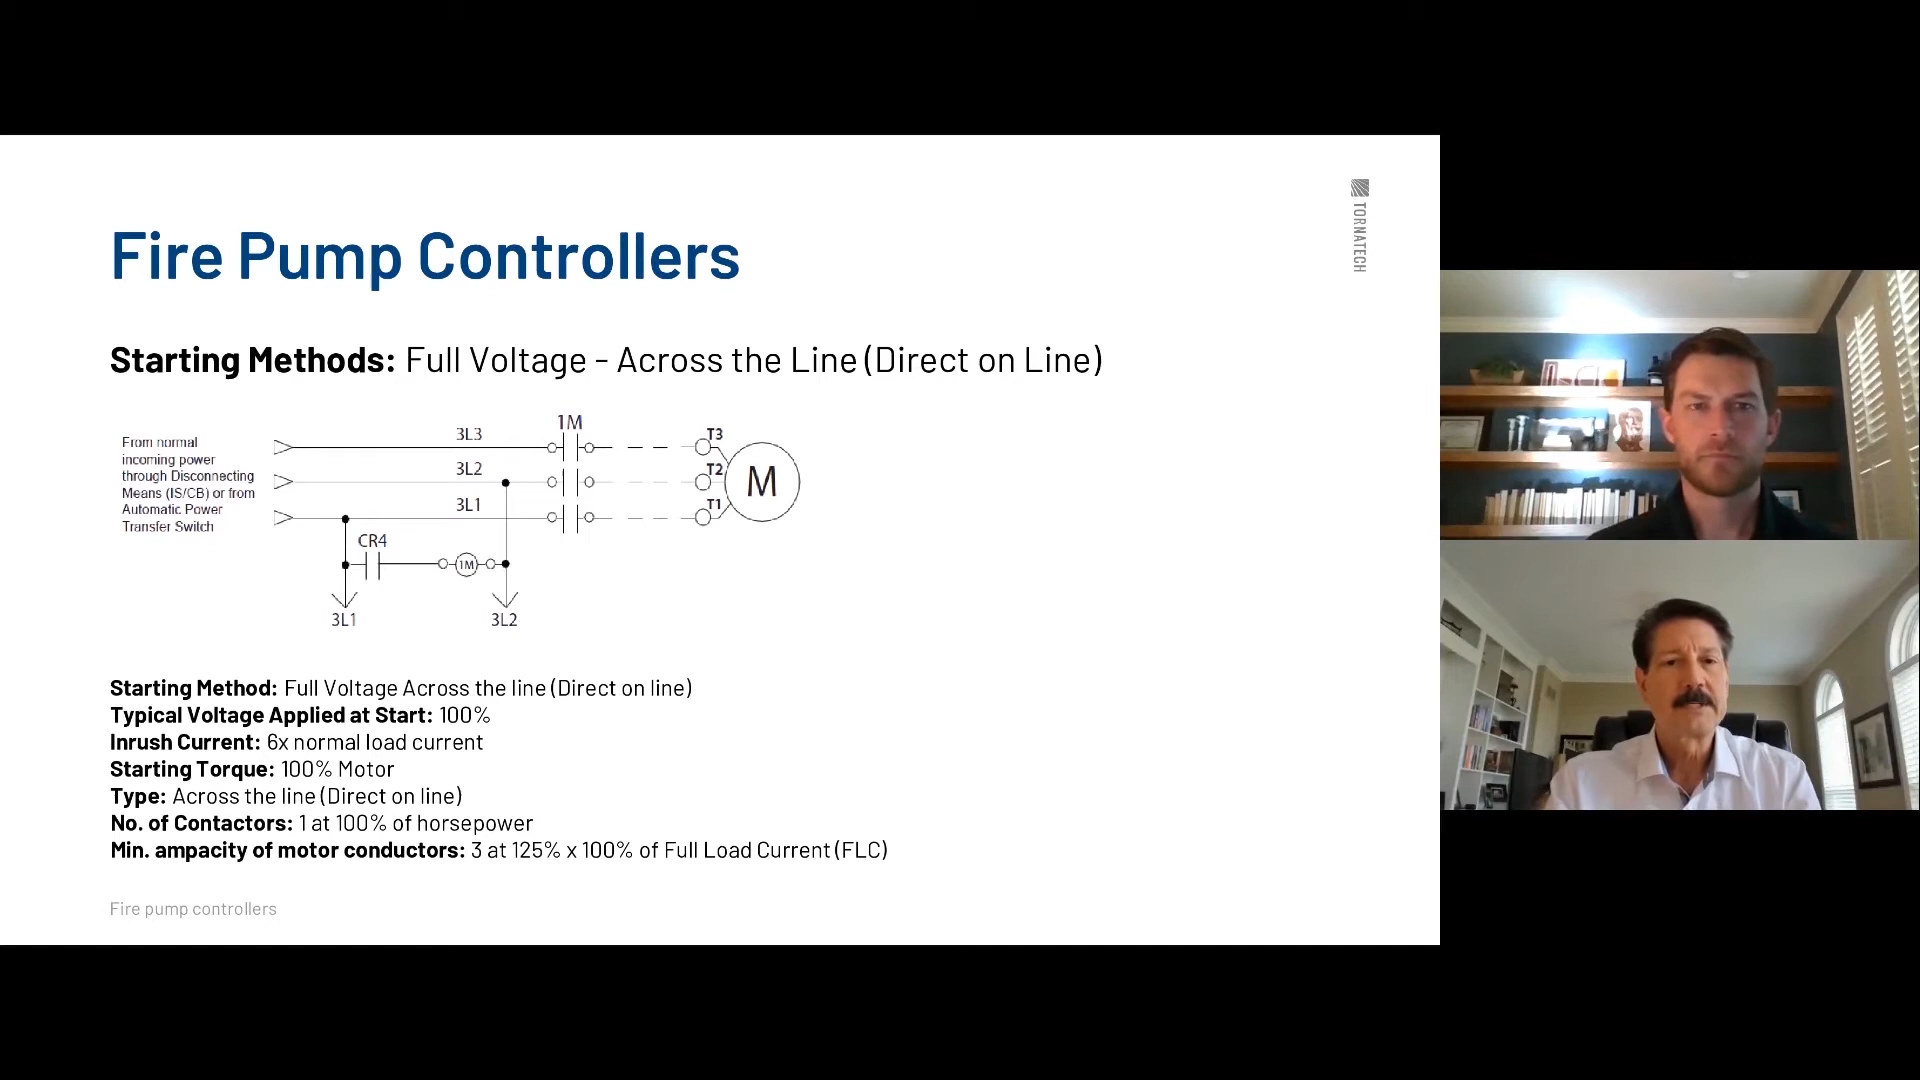 TORNATECH
Fire Pump Controllers
Starting Methods: Full Voltage - Across the Line (Direct on Line)
From normal
incoming power
through Disconnecting
Means (IS/CB) or from
Automatic Power
Transfer Switch
3L3
3L2
3L1
1M
T3
T2
T1
M
CR4
1M
3L1
3L2
Starting Method: Full Voltage Across the line (Direct on line)
Typical Voltage Applied at Start: 100%
Inrush Current: 6x normal load current
Starting Torque: 100% Motor
Type: Across the line (Direct on line)
No. of Contactors: 1 at 100% of horsepower
Min. ampacity of motor conductors: 3 at 125% x 100% of Full Load Current (FLC)
Fire pump controllers